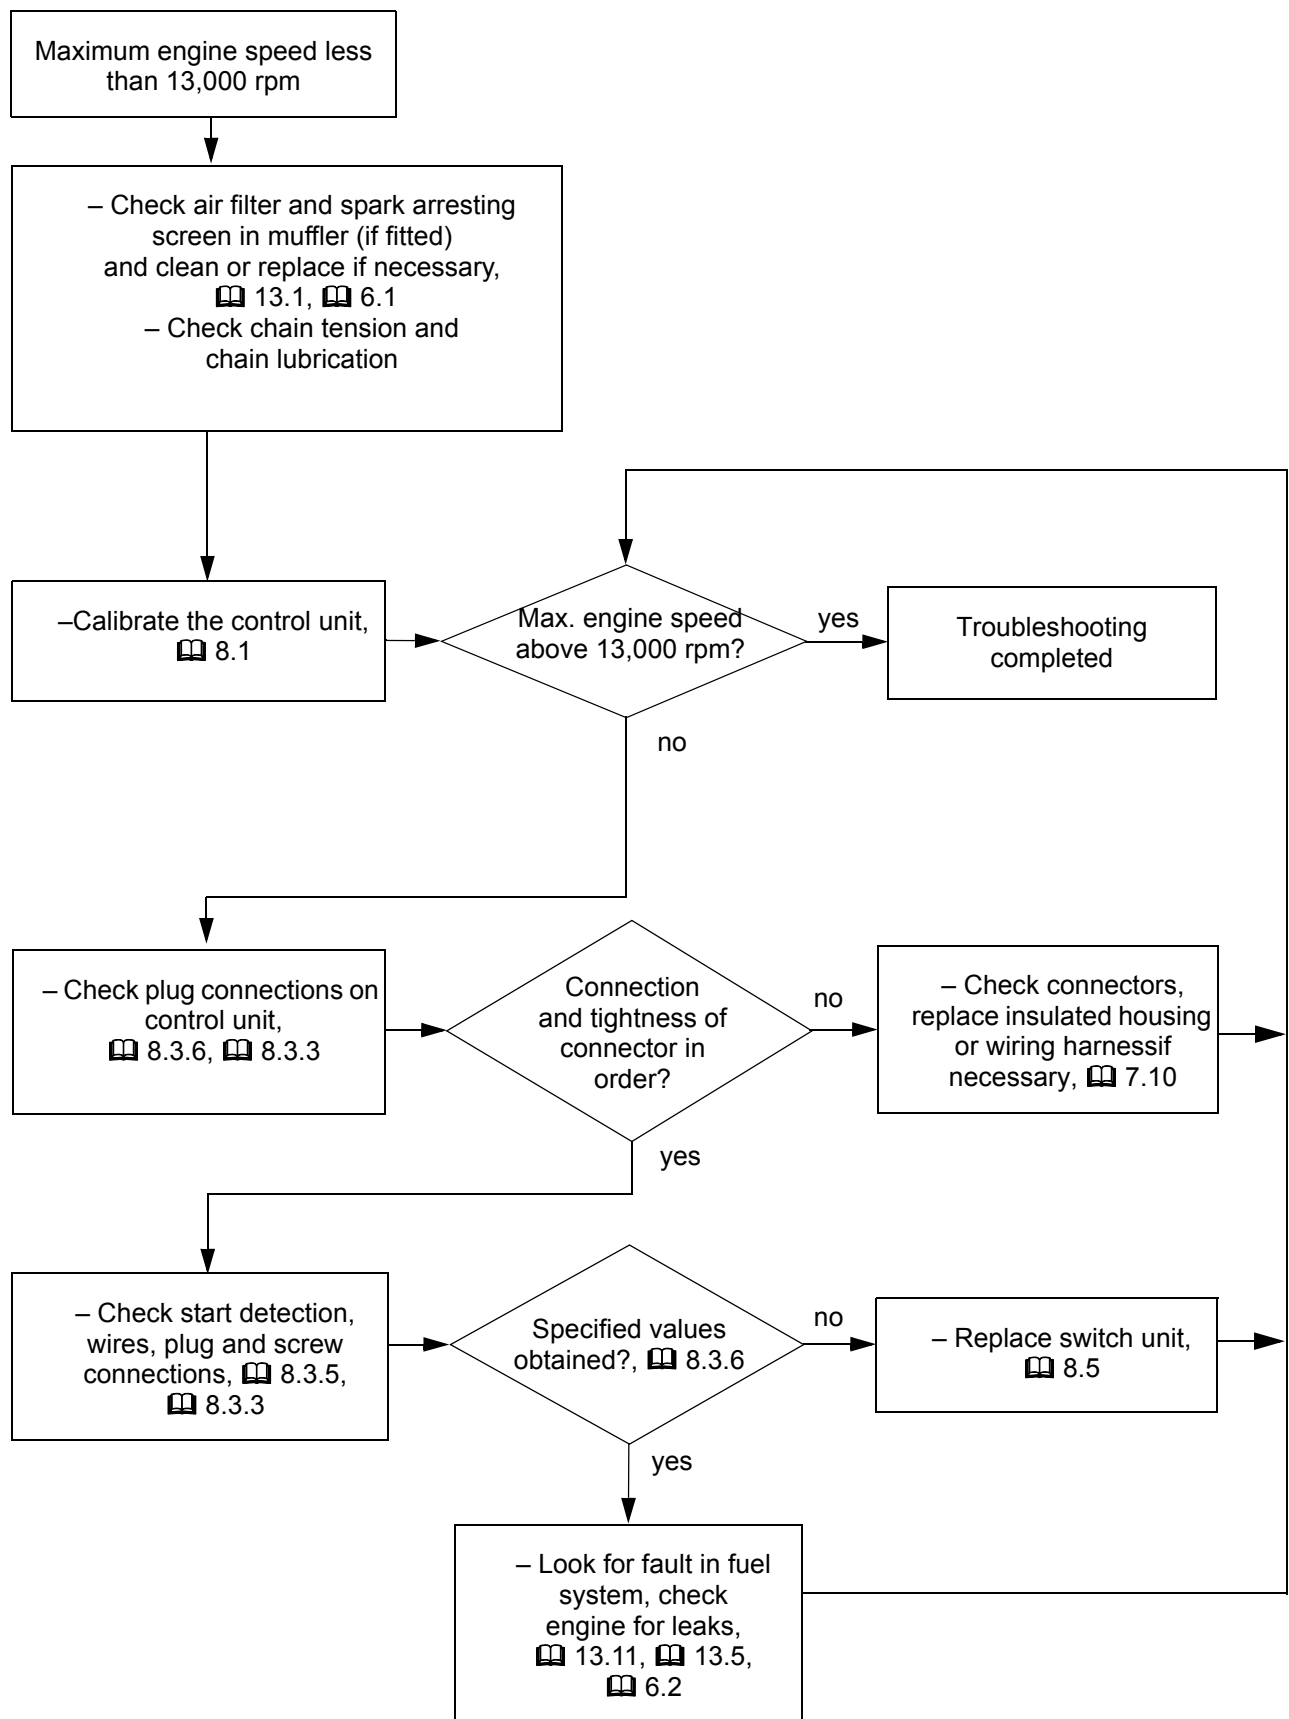 Maximum engine speed less
than 13,000 rpm
– Check air filter and spark arresting
screen in muffler (if fitted)
and clean or replace if necessary,
🕮 13.1, 🕮 6.1
– Check chain tension and
chain lubrication
–Calibrate the control unit,
🕮 8.1
Max. engine speed
above 13,000 rpm?
yes
Troubleshooting
completed
no
– Check plug connections on
control unit,
🕮 8.3.6, 🕮 8.3.3
Connection
and tightness of
connector in
order?
no
– Check connectors,
replace insulated housing
or wiring harnessif
necessary, 🕮 7.10
yes
– Check start detection,
wires, plug and screw
connections, 🕮 8.3.5,
🕮 8.3.3
Specified values
obtained?, 🕮 8.3.6
no
– Replace switch unit,
🕮 8.5
yes
– Look for fault in fuel
system, check
engine for leaks,
🕮 13.11, 🕮 13.5,
🕮 6.2